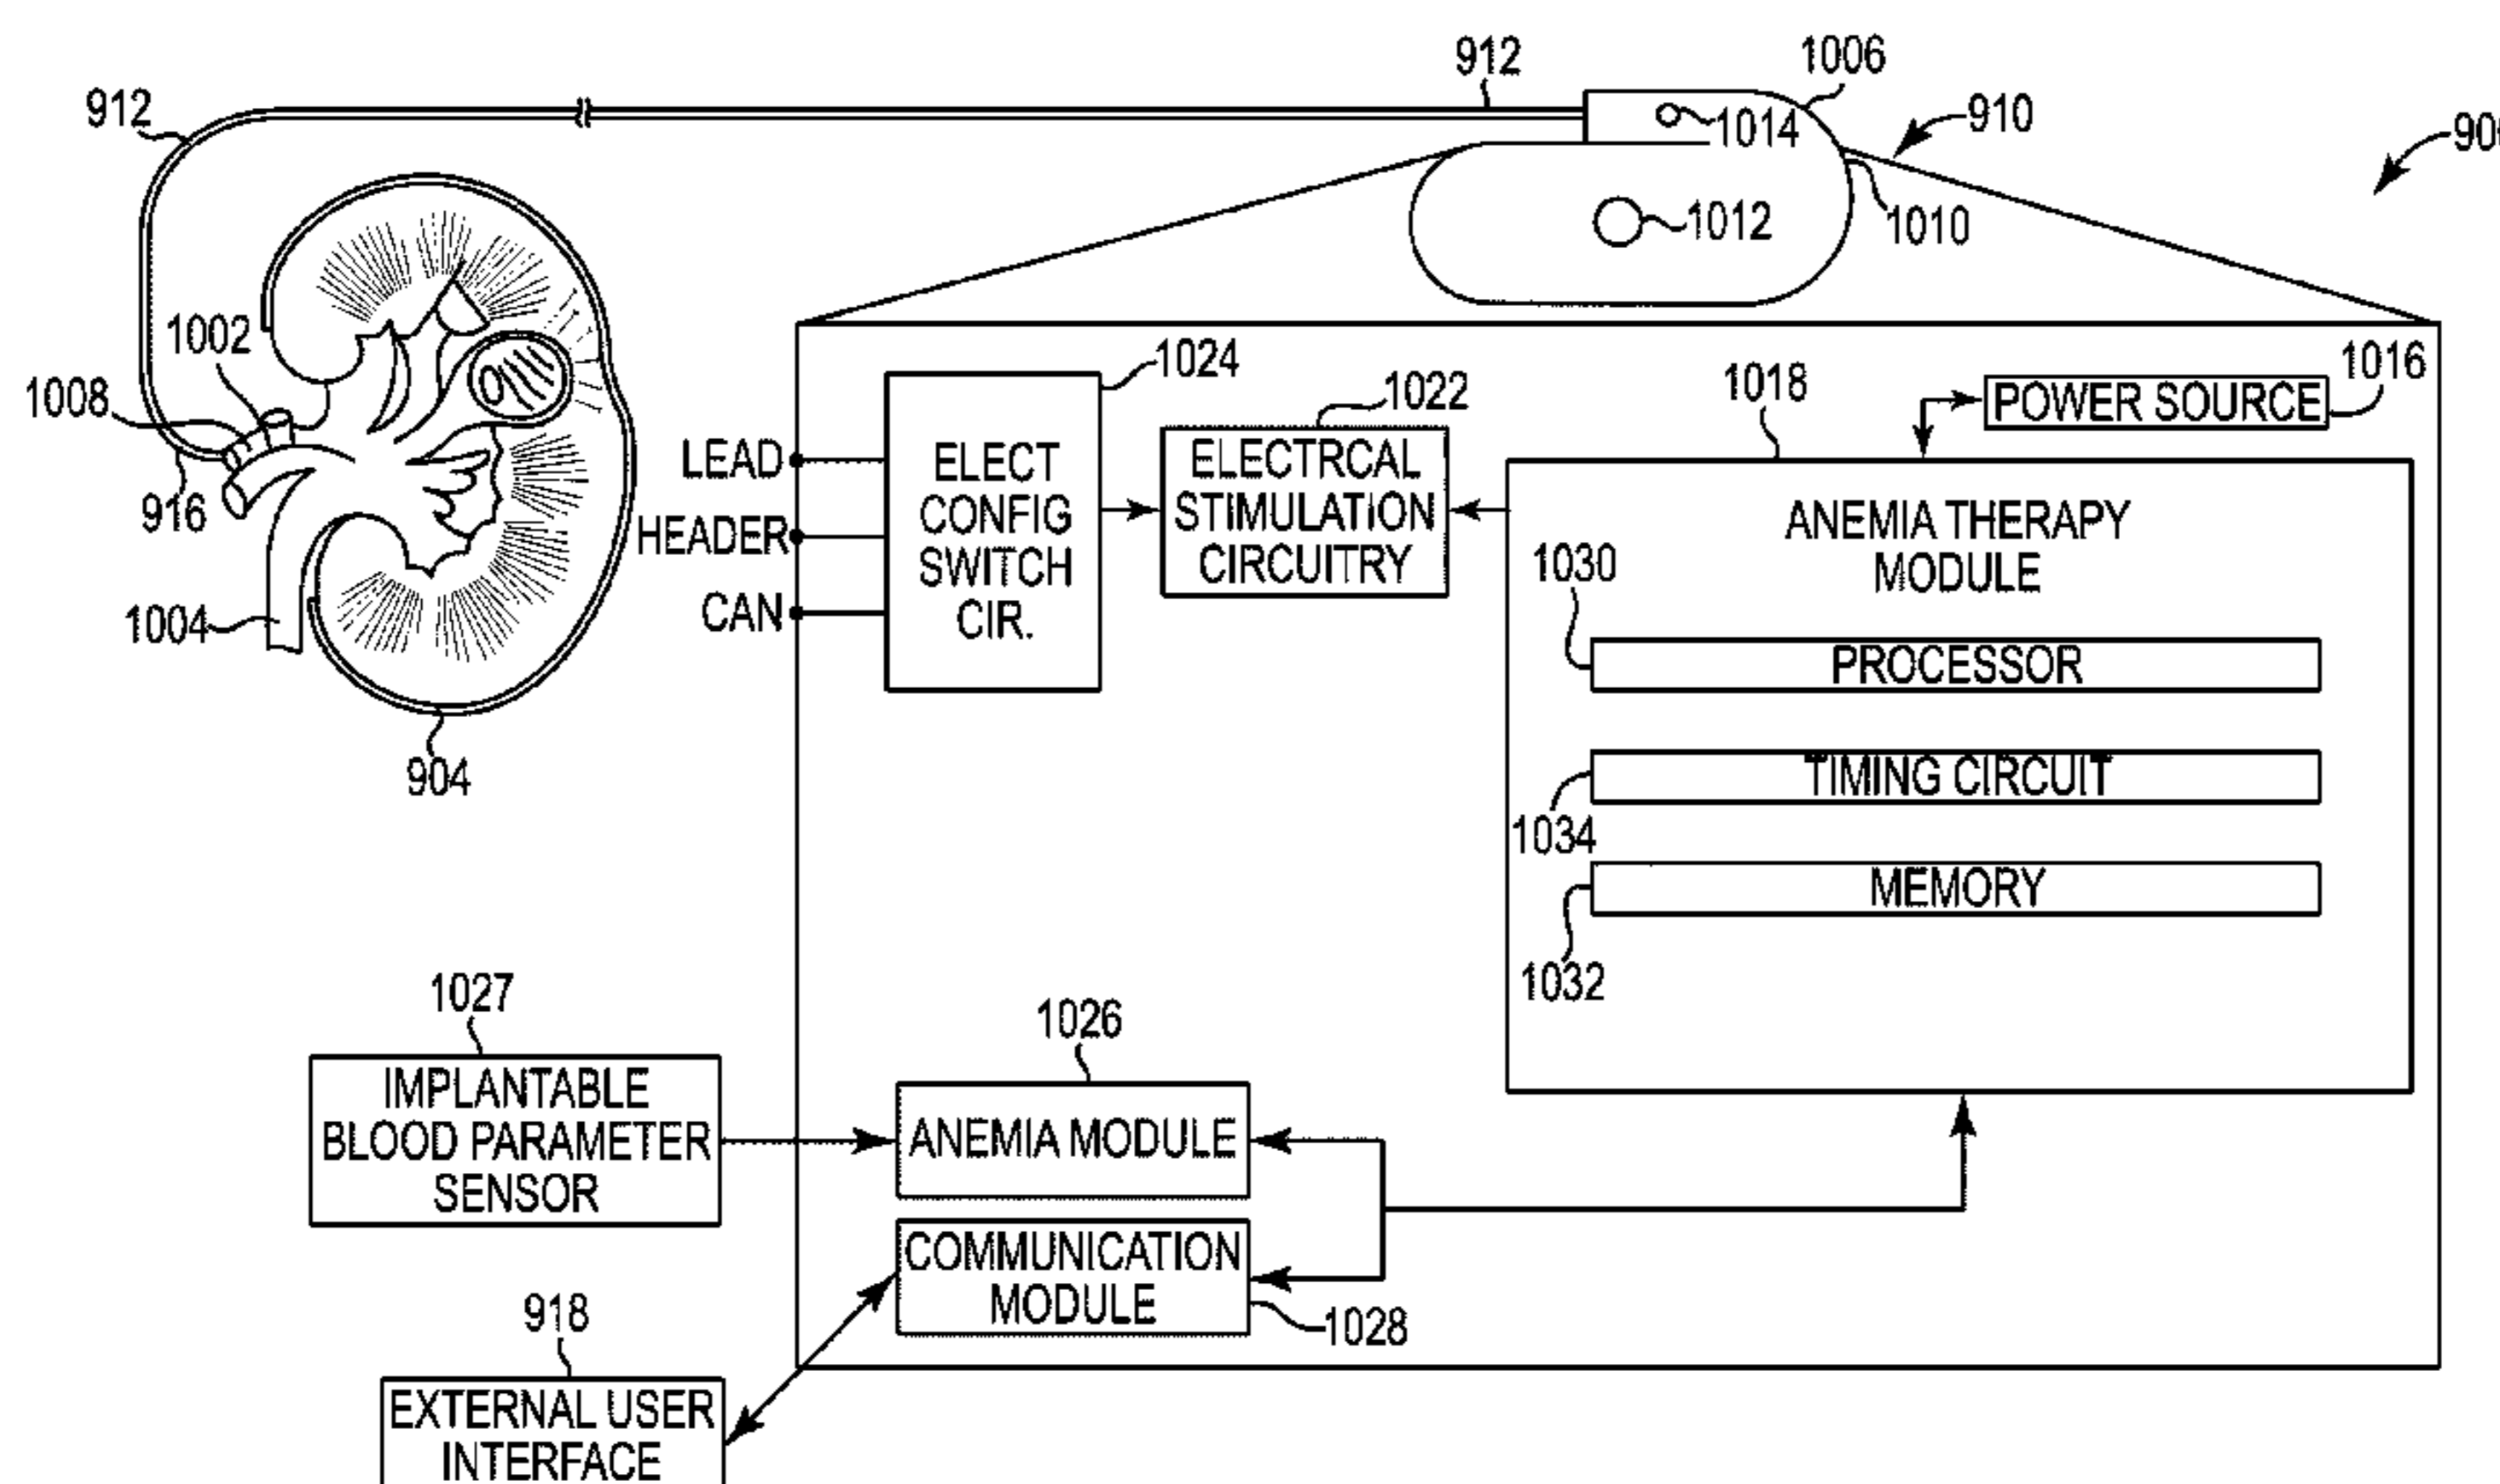 912
1006
912
1014
910
900
1012
1010
1002
1024
1016
1008
1018
1022
POWER SOURCE
LEAD
ELECT
CONFIG
SWITCH
CIR.
ELECTRCAL
STIMULATION
CIRCUITRY
916
ANEMIA THERAPY
MODULE
HEADER
1030
CAN
1004
PROCESSOR
904
TIMING CIRCUIT
1034
MEMORY
1032
1027
1026
IMPLANTABLE
BLOOD PARAMETER
SENSOR
ANEMIA MODULE
COMMUNICATION
MODULE
918
1028
EXTERNAL USER
INTERFACE